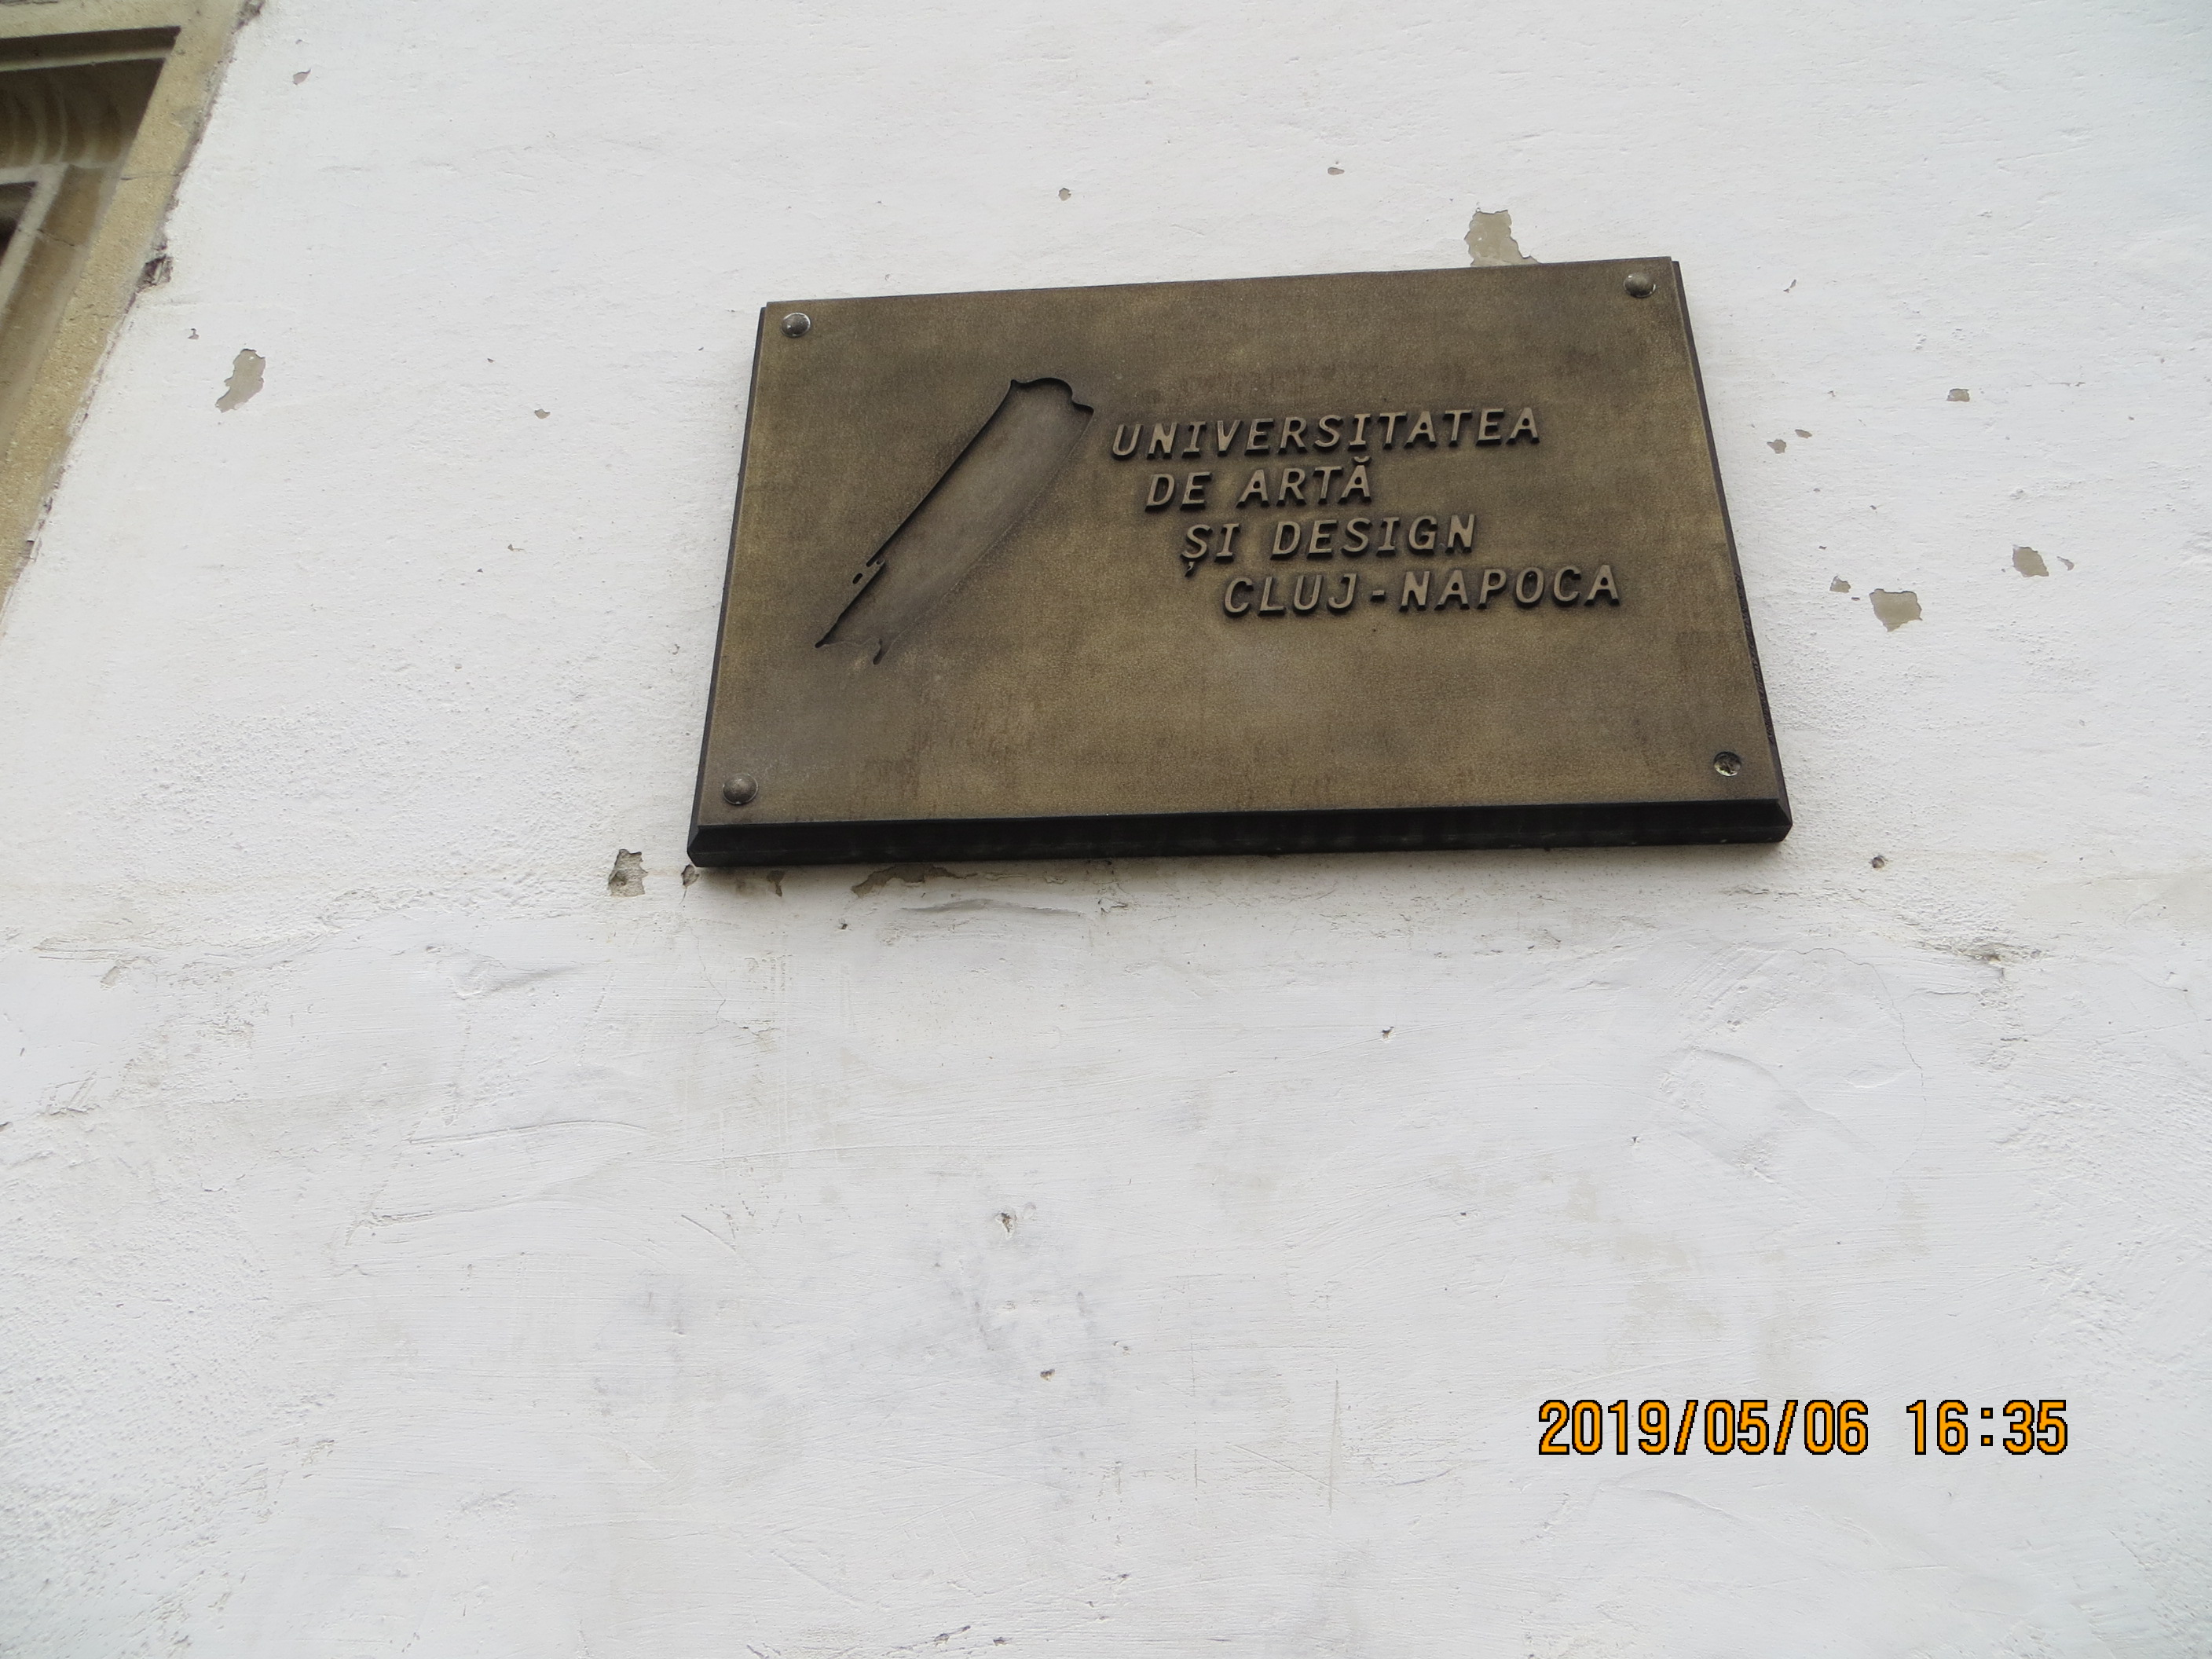 UNIVERSITATEA
DE ARTĂ
ȘI DESIGN
CLUJ-NAPOCA
2019/05/06 16:35